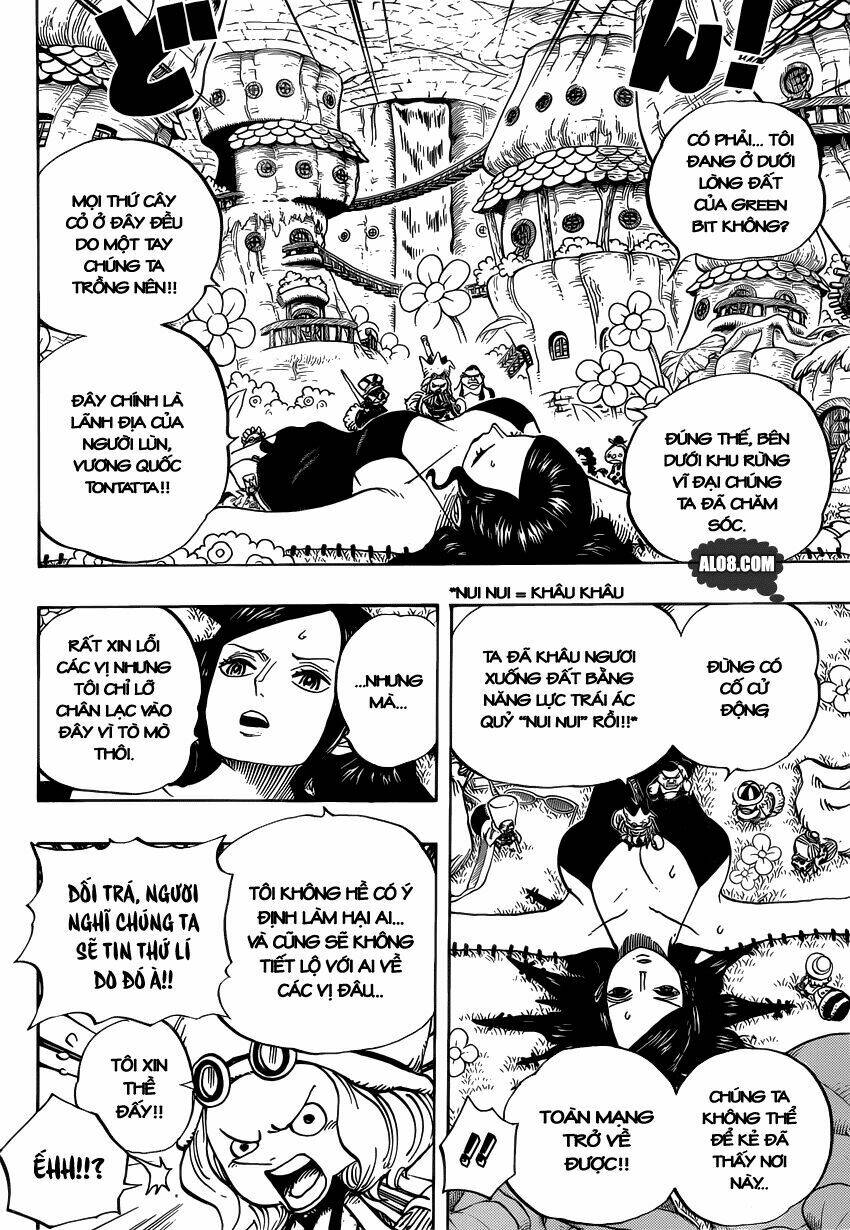 どん!
CÓ PHẢI... TÔI
ĐANG Ở DƯỚI
LÒNG ĐẤT
CỦA GREEN
BIT KHÔNG?
MỌI THỨ CÂY
CỎ Ở ĐÂY ĐỀU
DO MỘT TAY
CHÚNG TA
TRỒNG NÊN!!
ĐÂY CHÍNH LÀ
LÃNH ĐỊA CỦA
NGƯỜI LÙN,
VƯƠNG QUỐC
TONTATTA!!
ĐÚNG THẾ, BÊN
DƯỚI KHU RỪNG
VĨ ĐẠI CHÚNG
TA ĐÃ CHĂM
SÓC.
ALO8.COM
*NUI NUI = KHÂU KHÂU
RẤT XIN LỖI
CÁC VỊ NHƯNG
TÔI CHỈ LỠ
CHÂN LẠC VÀO
ĐÂY VÌ TÒ MÒ
THÔI.
...NHƯNG
MÀ...
TA ĐÃ KHÂU NGƯƠI
XUỐNG ĐẤT BẰNG
NĂNG LỰC TRÁI ÁC
QUỶ "NUI NUI" RỒI!!*
ĐỪNG CÓ
CỐ CỬ
ĐỘNG
DỐI TRÁ, NGƯƠI
NGHĨ CHÚNG TA
SẼ TIN THỨ LÍ
DO ĐÓ À!!
TÔI KHÔNG HỀ CÓ Ý
ĐỊNH LÀM HẠI AI...
VÀ CŨNG SẼ KHÔNG
TIẾT LỘ VỚI AI VỀ
CÁC VỊ ĐÂU...
TÔI XIN
THỀ
ĐẤY!!
ẾHH!!?
!!
TOÀN MẠNG
TRỞ VỀ
ĐƯỢC!!
CHÚNG TA
KHÔNG THỂ
ĐỂ KẺ ĐÃ
THẤY NƠI
NÀY...